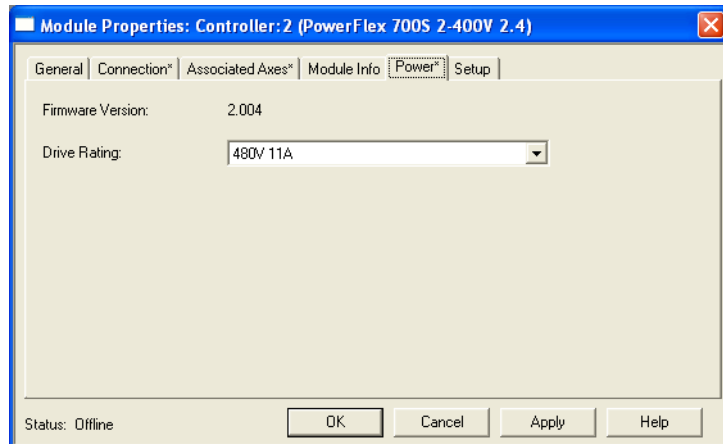 Module Properties: Controller:2 (PowerFlex 700S 2-400V 2.4)
General Connection* Associated Axes* Module Info Power* Setup
Firmware Version: 2.004
Drive Rating: 480V 11A
Status: Offline OK Cancel Apply Help